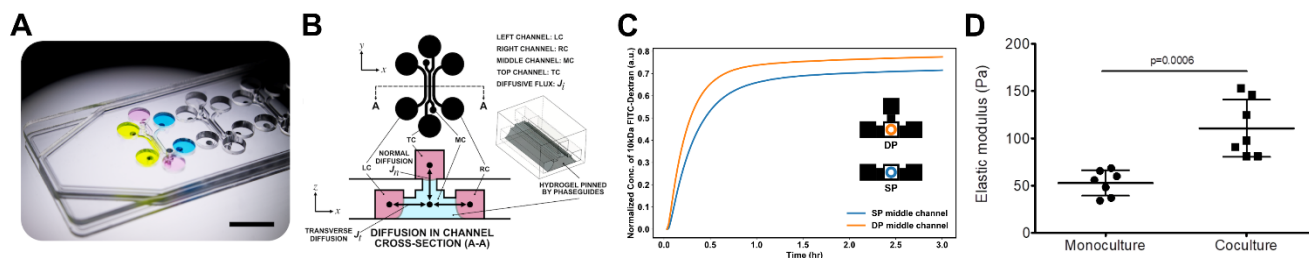 A
B
y
x
A
A
LEFT CHANNEL: LC
RIGHT CHANNEL: RC
MIDDLE CHANNEL: MC
TOP CHANNEL: TC
DIFFUSIVE FLUX: Ji
TC
MC
NORMAL
DIFFUSION
Jn
LC
RC
z
x
HYDROGEL PINNED
BY PHASEGUIDES
TRANSVERSE
DIFFUSION
Jt
DIFFUSION IN CHANNEL
CROSS-SECTION (A-A)
C
Normalized Conc. of 10kDa FITC-Dextran (a.u.)
0.8
0.7
0.6
0.5
0.4
0.3
0.2
0.1
0.0
0.0 0.5 1.0 1.5 2.0 2.5 3.0
Time (hr)
DP
SP
SP middle channel
DP middle channel
D
Elastic modulus (Pa)
200
150
100
50
0
p=0.0006
Monoculture Coculture